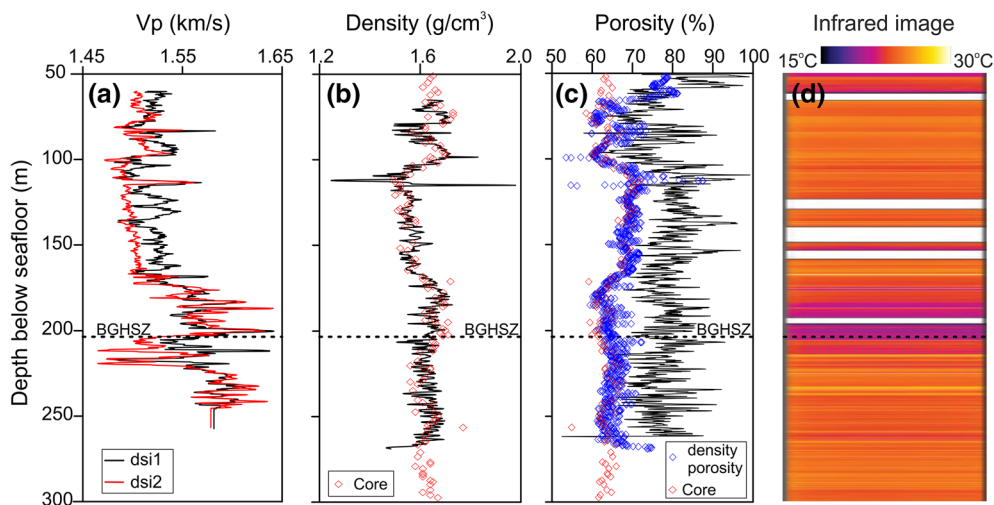 Vp (km/s)
Density (g/cm³)
Porosity (%)
Infrared image
1.45 1.55 1.65
1.2 1.6 2.0
50 60 70 80 90 100
15°C 30°C
(a)
(b)
(c)
(d)
Depth below seafloor (m)
50
100
150
200
250
300
BGHSZ
BGHSZ
BGHSZ
dsi1
dsi2
Core
density
porosity
Core